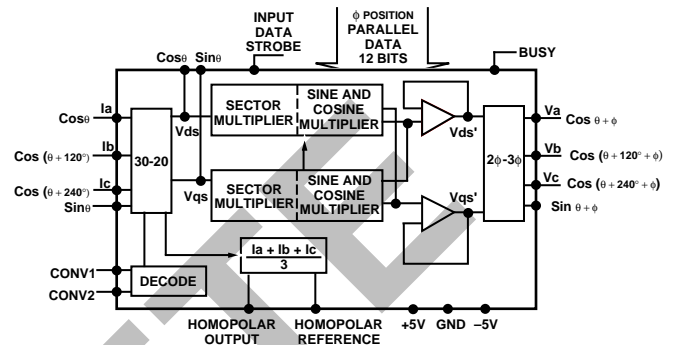 INPUT
DATA
STROBE
ϕ POSITION
PARALLEL
DATA
12 BITS
BUSY
Cosθ Sinθ
Ia
Cosθ
Ib
Cos (θ + 120°)
Ic
Cos (θ + 240°)
Sinθ
30-20
Vds
Vqs
SECTOR
MULTIPLIER
SINE AND
COSINE
MULTIPLIER
SECTOR
MULTIPLIER
SINE AND
COSINE
MULTIPLIER
Vds'
Vqs'
2ϕ-3ϕ
Va
Cos θ + ϕ
Vb
Cos (θ + 120° + ϕ)
Vc
Cos (θ + 240° + ϕ)
Sin θ + ϕ
CONV1
CONV2
DECODE
Ia + Ib + Ic
3
HOMOPOLAR
OUTPUT
HOMOPOLAR
REFERENCE
+5V GND –5V